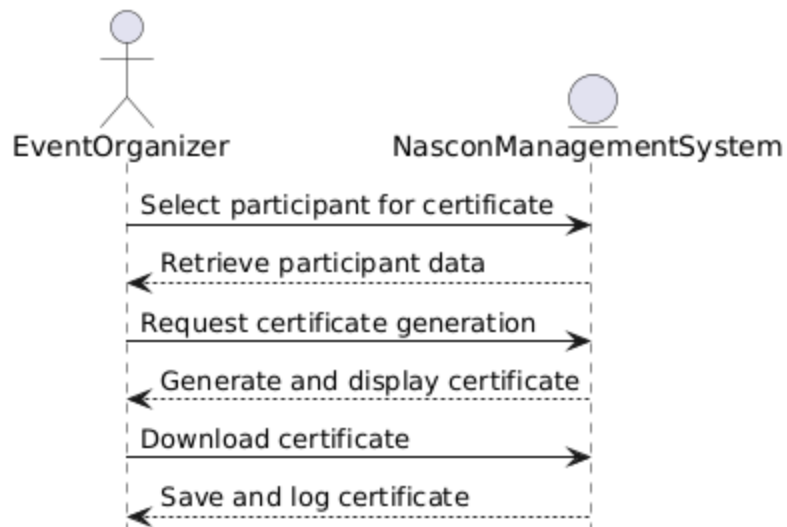 EventOrganizer
NasconManagementSystem
Select participant for certificate
Retrieve participant data
Request certificate generation
Generate and display certificate
Download certificate
Save and log certificate